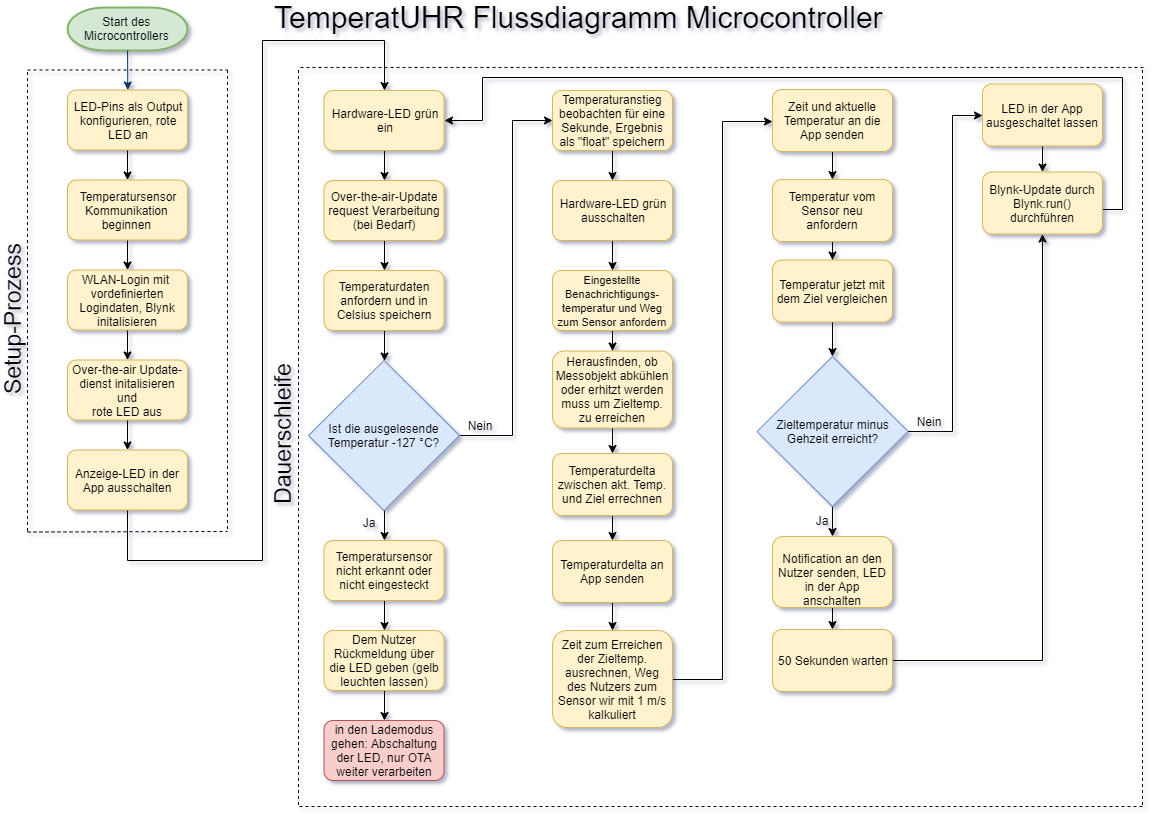 TemperatUHR Flussdiagramm Microcontroller
Start des
Microcontrollers
Setup-Prozess
LED-Pins als Output
konfigurieren, rote
LED an
Temperatursensor
Kommunikation
beginnen
WLAN-Login mit
vordefinierten
Logindaten, Blynk
initalisieren
Over-the-air Update-
dienst initalisieren
und
rote LED aus
Anzeige-LED in der
App ausschalten
Dauerschleife
Hardware-LED grün
ein
Over-the-air-Update
request Verarbeitung
(bei Bedarf)
Temperaturdaten
anfordern und in
Celsius speichern
Ist die ausgelesende
Temperatur -127 °C?
Nein
Ja
Temperatursensor
nicht erkannt oder
nicht eingesteckt
Dem Nutzer
Rückmeldung über
die LED geben (gelb
leuchten lassen)
in den Lademodus
gehen: Abschaltung
der LED, nur OTA
weiter verarbeiten
Temperaturanstieg
beobachten für eine
Sekunde, Ergebnis
als "float" speichern
Hardware-LED grün
ausschalten
Eingestellte
Benachrichtigungs-
temperatur und Weg
zum Sensor anfordern
Herausfinden, ob
Messobjekt abkühlen
oder erhitzt werden
muss um Zieltemp.
zu erreichen
Temperaturdelta
zwischen akt. Temp.
und Ziel errechnen
Temperaturdelta an
App senden
Zeit zum Erreichen
der Zieltemp.
ausrechnen, Weg
des Nutzers zum
Sensor wir mit 1 m/s
kalkuliert
Zeit und aktuelle
Temperatur an die
App senden
Temperatur vom
Sensor neu
anfordern
Temperatur jetzt mit
dem Ziel vergleichen
Zieltemperatur minus
Gehzeit erreicht?
Nein
Ja
Notification an den
Nutzer senden, LED
in der App
anschalten
50 Sekunden warten
LED in der App
ausgeschaltet lassen
Blynk-Update durch
Blynk.run()
durchführen